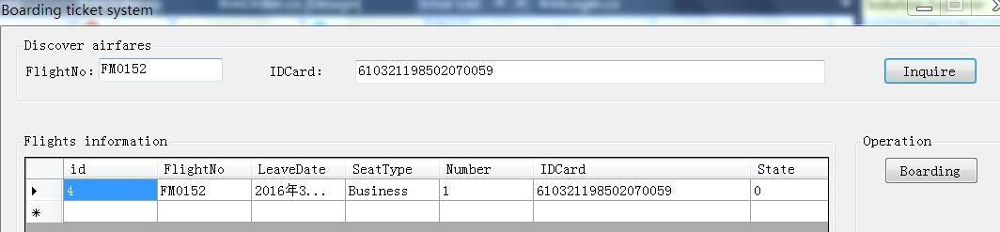 Boarding ticket system
Discover airfares
FlightNo: FM0152 IDCard: 610321198502070059 Inquire
Flights information Operation
id FlightNo LeaveDate SeatType Number IDCard State
4 FM0152 2016年3... Business 1 610321198502070059 0
Boarding